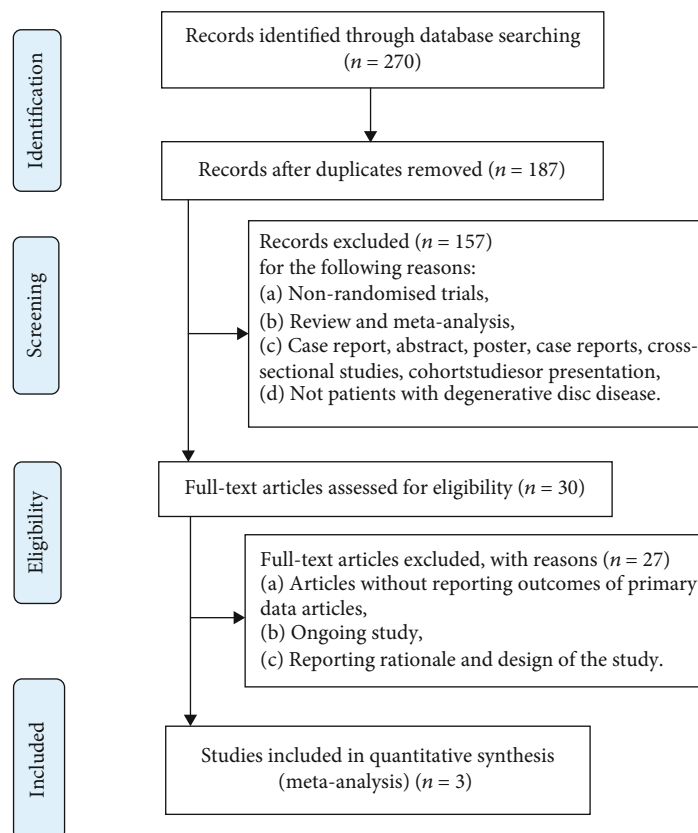 Identification
Records identified through database searching
(n = 270)
Records after duplicates removed (n = 187)
Screening
Records excluded (n = 157)
for the following reasons:
(a) Non-randomised trials,
(b) Review and meta-analysis,
(c) Case report, abstract, poster, case reports, cross-
sectional studies, cohortstudiesor presentation,
(d) Not patients with degenerative disc disease.
Eligibility
Full-text articles assessed for eligibility (n = 30)
Full-text articles excluded, with reasons (n = 27)
(a) Articles without reporting outcomes of primary
data articles,
(b) Ongoing study,
(c) Reporting rationale and design of the study.
Included
Studies included in quantitative synthesis
(meta-analysis) (n = 3)